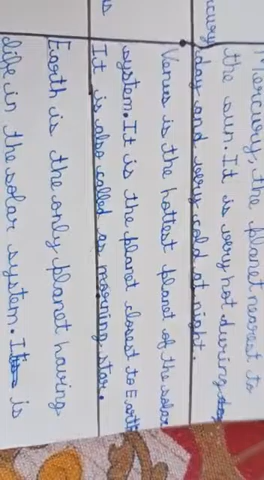 rcury
Mercury, the planet nearest to
the sun. It is very hot during
day and very cold at night.
us
Venus is the hottest planet of the solar
system. It is the planet closest to Earth
It is also called as morning star.
Earth is the only planet having
life in the solar system. It is